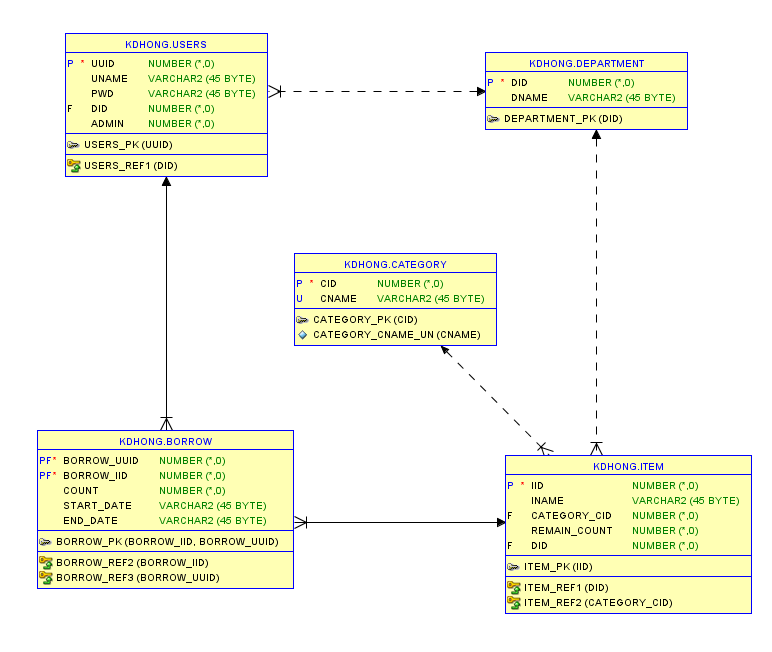 KDHONG.USERS
P * UUID NUMBER (*,0)
UNAME VARCHAR2 (45 BYTE)
PWD VARCHAR2 (45 BYTE)
F DID NUMBER (*,0)
ADMIN NUMBER (*,0)
USERS_PK (UUID)
USERS_REF1 (DID)
KDHONG.DEPARTMENT
P * DID NUMBER (*,0)
DNAME VARCHAR2 (45 BYTE)
DEPARTMENT_PK (DID)
KDHONG.CATEGORY
P * CID NUMBER (*,0)
U CNAME VARCHAR2 (45 BYTE)
CATEGORY_PK (CID)
CATEGORY_CNAME_UN (CNAME)
KDHONG.BORROW
PF* BORROW_UUID NUMBER (*,0)
PF* BORROW_IID NUMBER (*,0)
COUNT NUMBER (*,0)
START_DATE VARCHAR2 (45 BYTE)
END_DATE VARCHAR2 (45 BYTE)
BORROW_PK (BORROW_IID, BORROW_UUID)
BORROW_REF2 (BORROW_IID)
BORROW_REF3 (BORROW_UUID)
KDHONG.ITEM
P * IID NUMBER (*,0)
INAME VARCHAR2 (45 BYTE)
F CATEGORY_CID NUMBER (*,0)
REMAIN_COUNT NUMBER (*,0)
F DID NUMBER (*,0)
ITEM_PK (IID)
ITEM_REF1 (DID)
ITEM_REF2 (CATEGORY_CID)